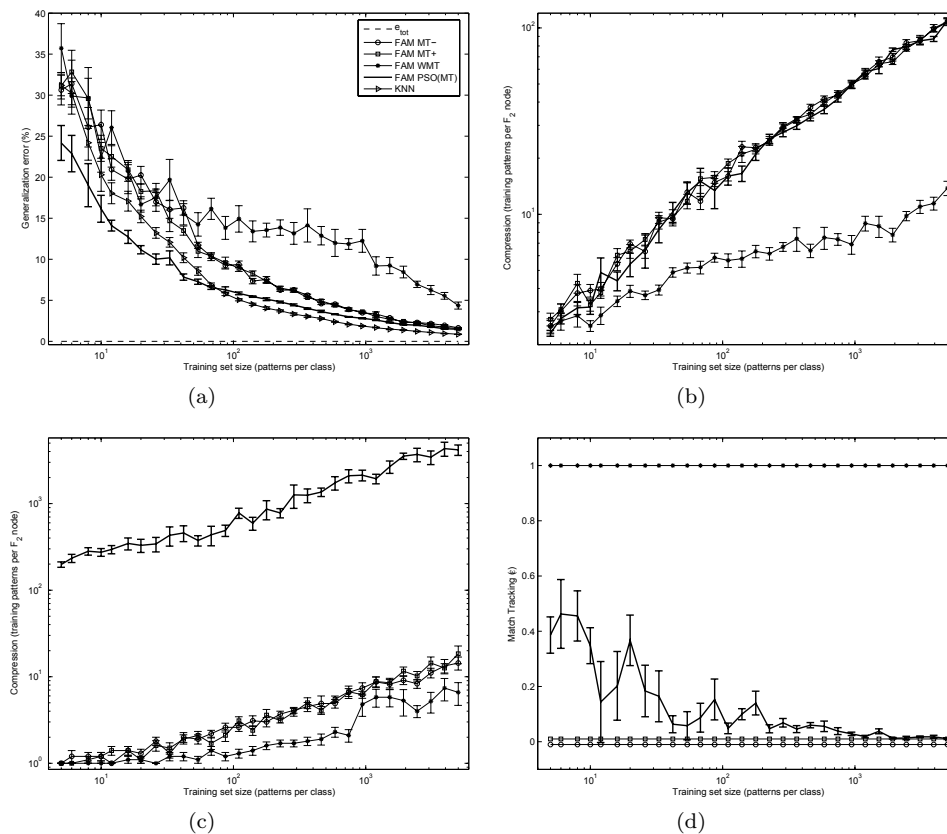 40
35
30
25
20
15
10
5
0
Generalization error (%)
10^1
10^2
10^3
Training set size (patterns per class)
e_tot
FAM MT−
FAM MT+
FAM WMT
FAM PSO(MT)
KNN
(a)
10^2
10^1
Compression (training patterns per F_2 node)
10^1
10^2
10^3
Training set size (patterns per class)
(b)
10^3
10^2
10^1
10^0
Compression (training patterns per F_2 node)
10^1
10^2
10^3
Training set size (patterns per class)
(c)
1
0.8
0.6
0.4
0.2
0
Match Tracking (ε)
10^1
10^2
10^3
Training set size (patterns per class)
(d)